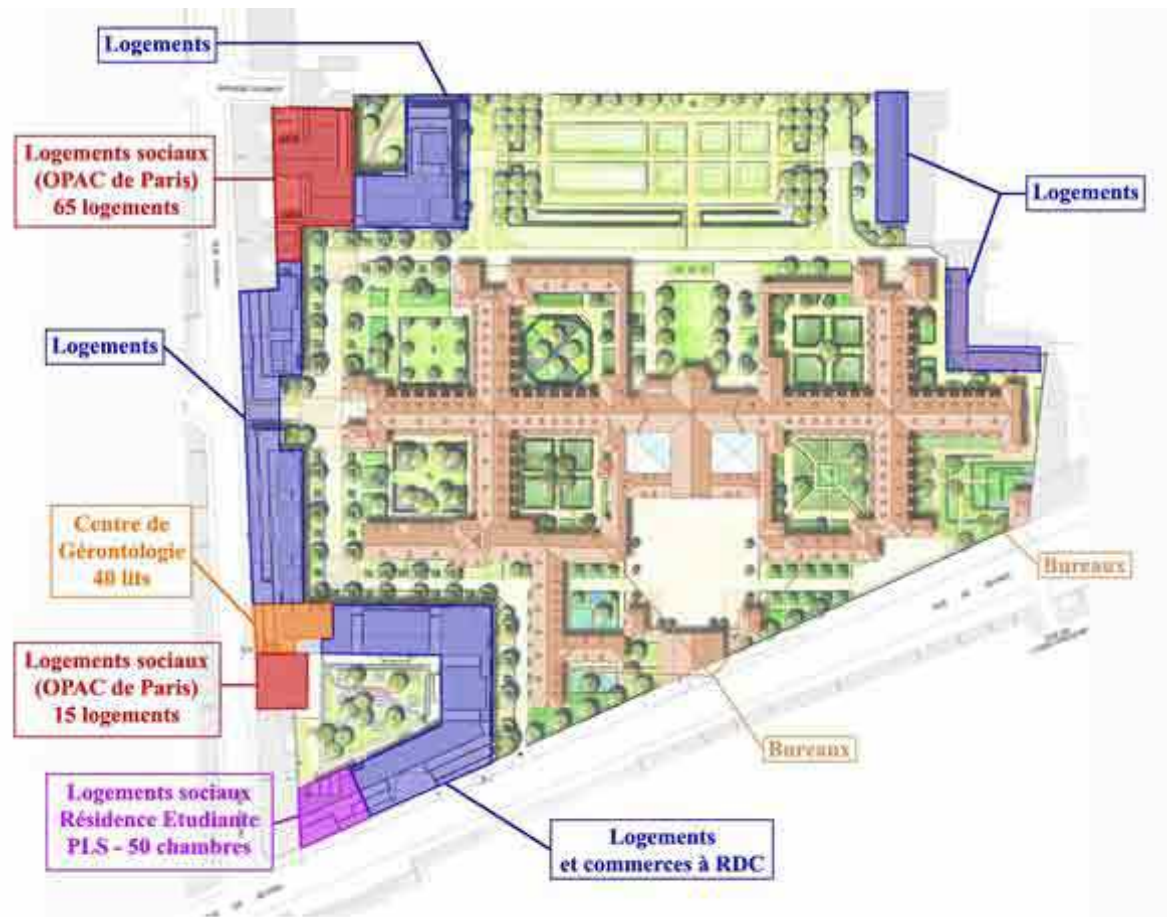 Logements
Logements sociaux
(OPAC de Paris)
65 logements
Logements
Logements
Centre de
Gérontologie
40 lits
Bureaux
Logements sociaux
(OPAC de Paris)
15 logements
Bureaux
Logements sociaux
Résidence Etudiante
PLS - 50 chambres
Logements
et commerces à RDC